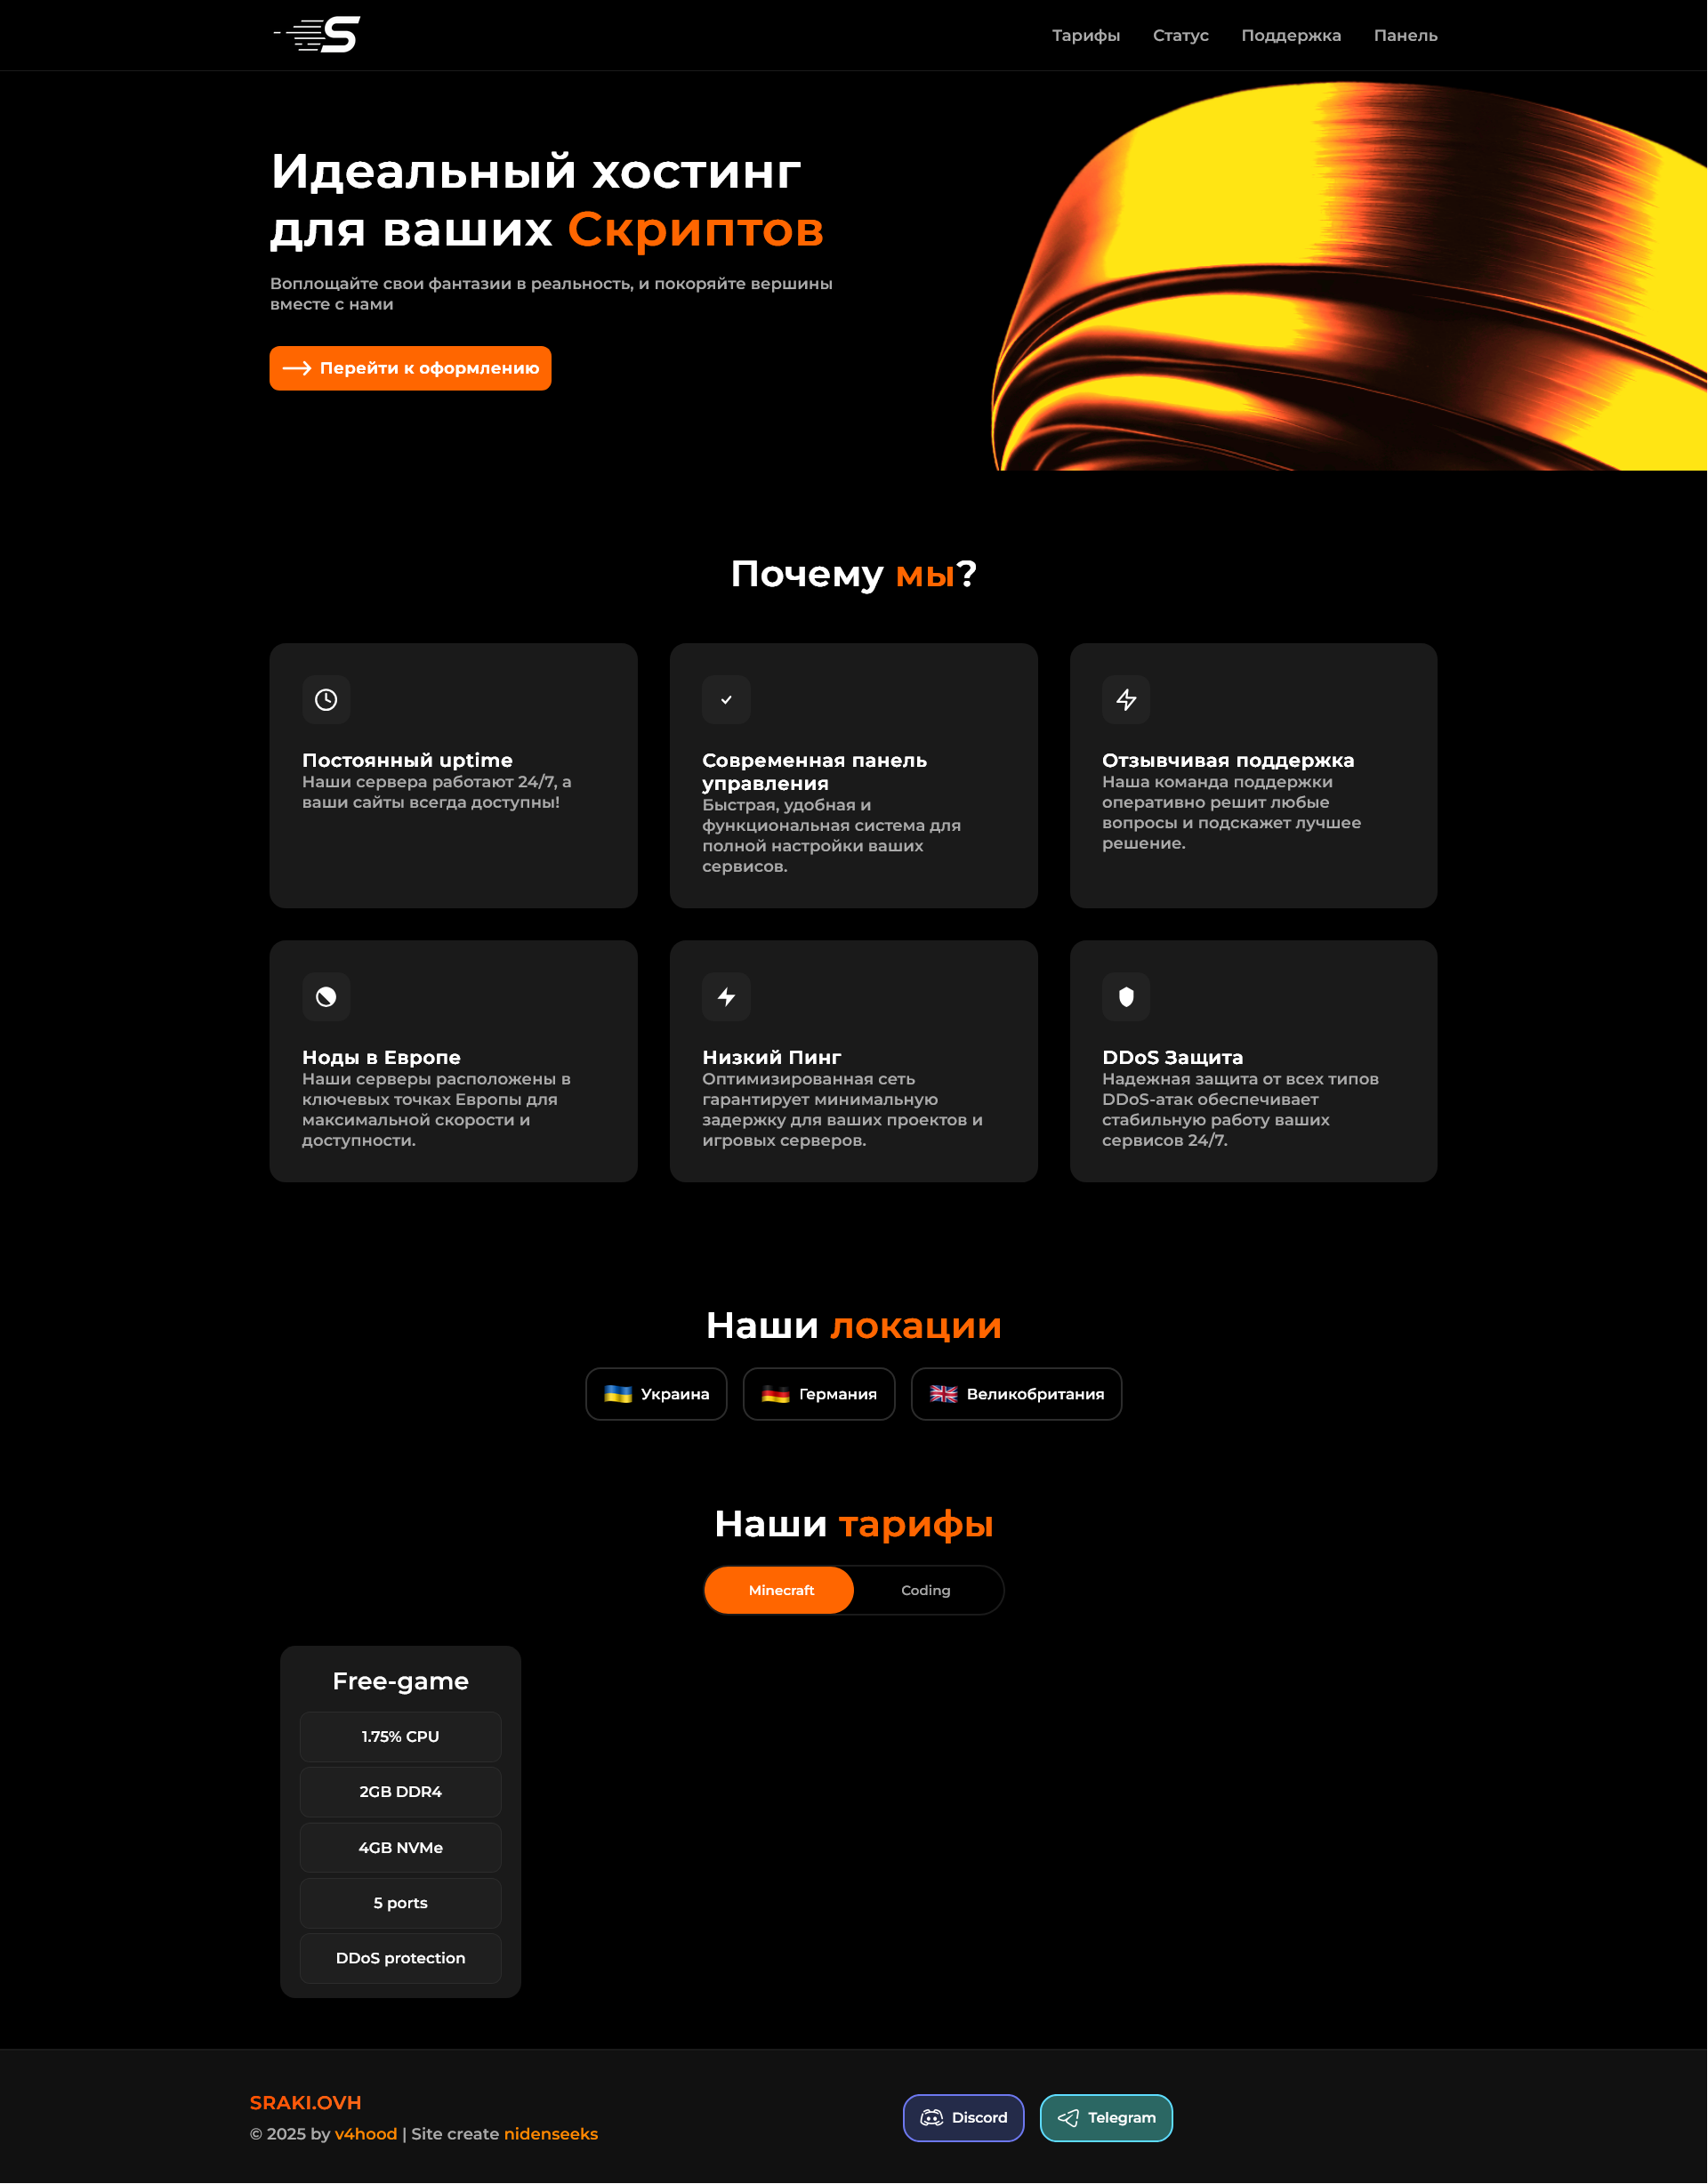 S
Тарифы
Статус
Поддержка
Панель
Идеальный хостинг
для ваших Скриптов
Воплощайте свои фантазии в реальность, и покоряйте вершины
вместе с нами
Перейти к оформлению
Почему мы?
Постоянный uptime
Наши сервера работают 24/7, а
ваши сайты всегда доступны!
Современная панель
управления
Быстрая, удобная и
функциональная система для
полной настройки ваших
сервисов.
Отзывчивая поддержка
Наша команда поддержки
оперативно решит любые
вопросы и подскажет лучшее
решение.
Ноды в Европе
Наши серверы расположены в
ключевых точках Европы для
максимальной скорости и
доступности.
Низкий Пинг
Оптимизированная сеть
гарантирует минимальную
задержку для ваших проектов и
игровых серверов.
DDoS Защита
Надежная защита от всех типов
DDoS-атак обеспечивает
стабильную работу ваших
сервисов 24/7.
Наши локации
Украина
Германия
Великобритания
Наши тарифы
Minecraft
Coding
Free-game
1.75% CPU
2GB DDR4
4GB NVMe
5 ports
DDoS protection
SRAKI.OVH
© 2025 by v4hood | Site create nidenseeks
Discord
Telegram